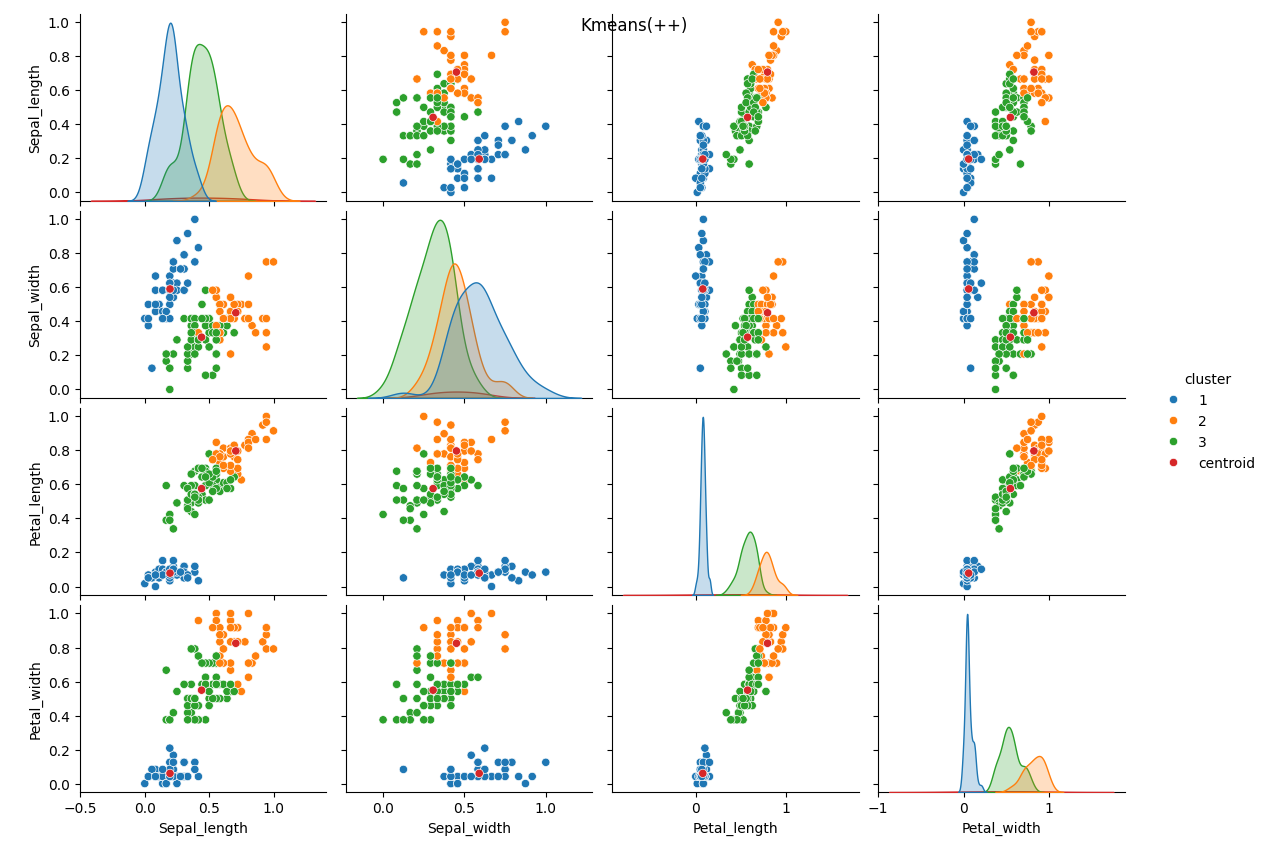 Kmeans(++)
1.0
0.8
0.6
0.4
0.2
0.0
Sepal_length
1.0
0.8
0.6
0.4
0.2
0.0
Sepal_width
1.0
0.8
0.6
0.4
0.2
0.0
Petal_length
1.0
0.8
0.6
0.4
0.2
0.0
Petal_width
−0.5 0.0 0.5 1.0
Sepal_length
0.0 0.5 1.0
Sepal_width
0 1
Petal_length
−1 0 1
Petal_width
cluster
1
2
3
centroid